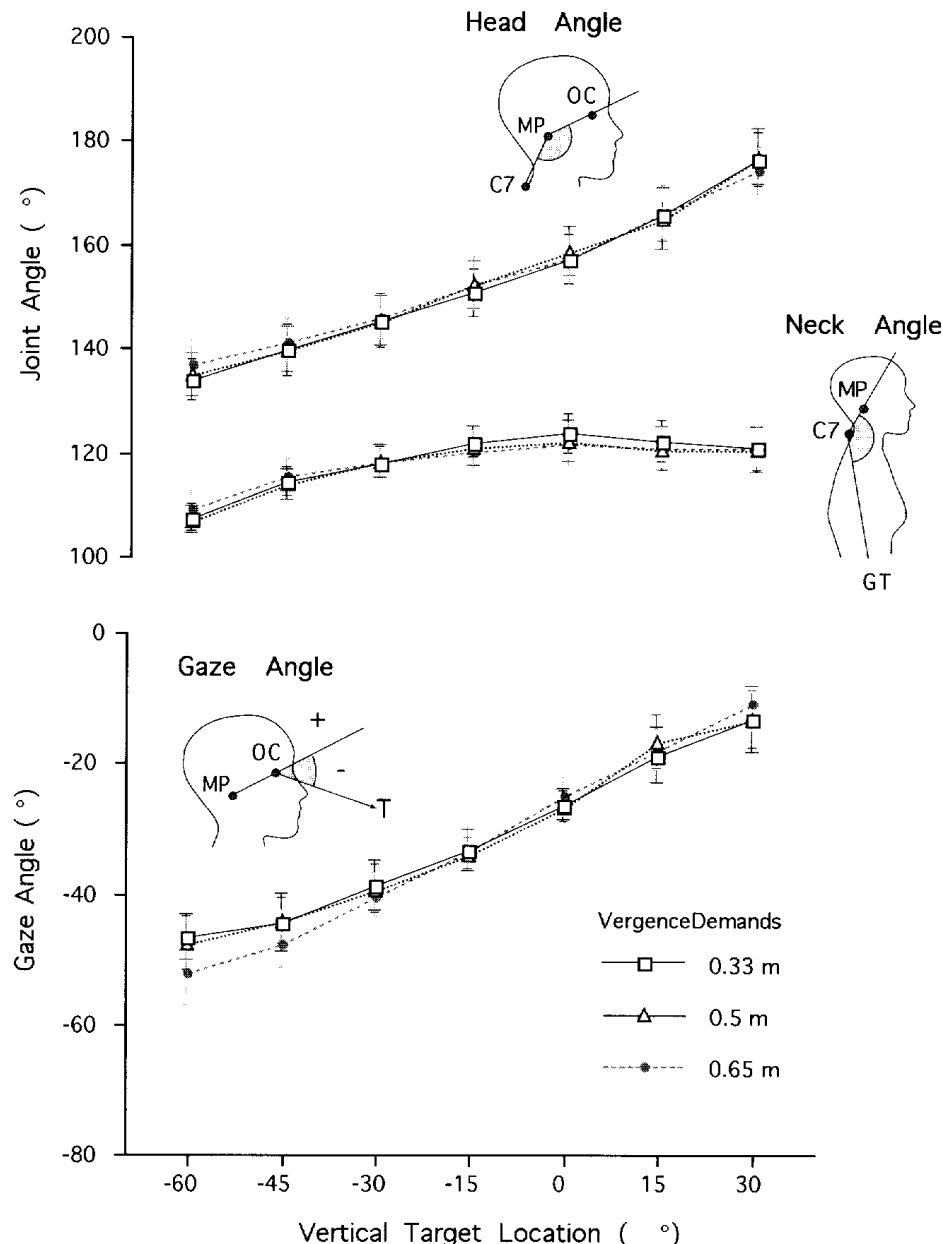 Head Angle
200
180
160
140
120
100
Joint Angle ( °)
OC
MP
C7
Neck Angle
MP
C7
GT
0
-20
-40
-60
-80
Gaze Angle ( °)
Gaze Angle
+
OC
-
MP
T
VergenceDemands
0.33 m
0.5 m
0.65 m
-60 -45 -30 -15 0 15 30
Vertical Target Location ( °)